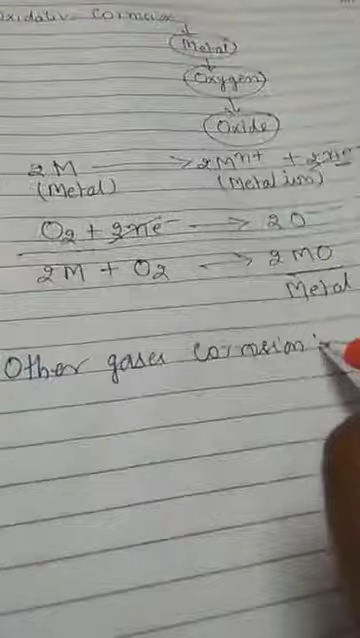 Oxidative Corrosion
Metal
Oxygen
Oxide
2M → 2Mn+ + 2ne-
(Metal) (Metal ion)
O2 + 2ne- → 2O-
2M + O2 → 2MO
Metal
Other gases corrosion :-